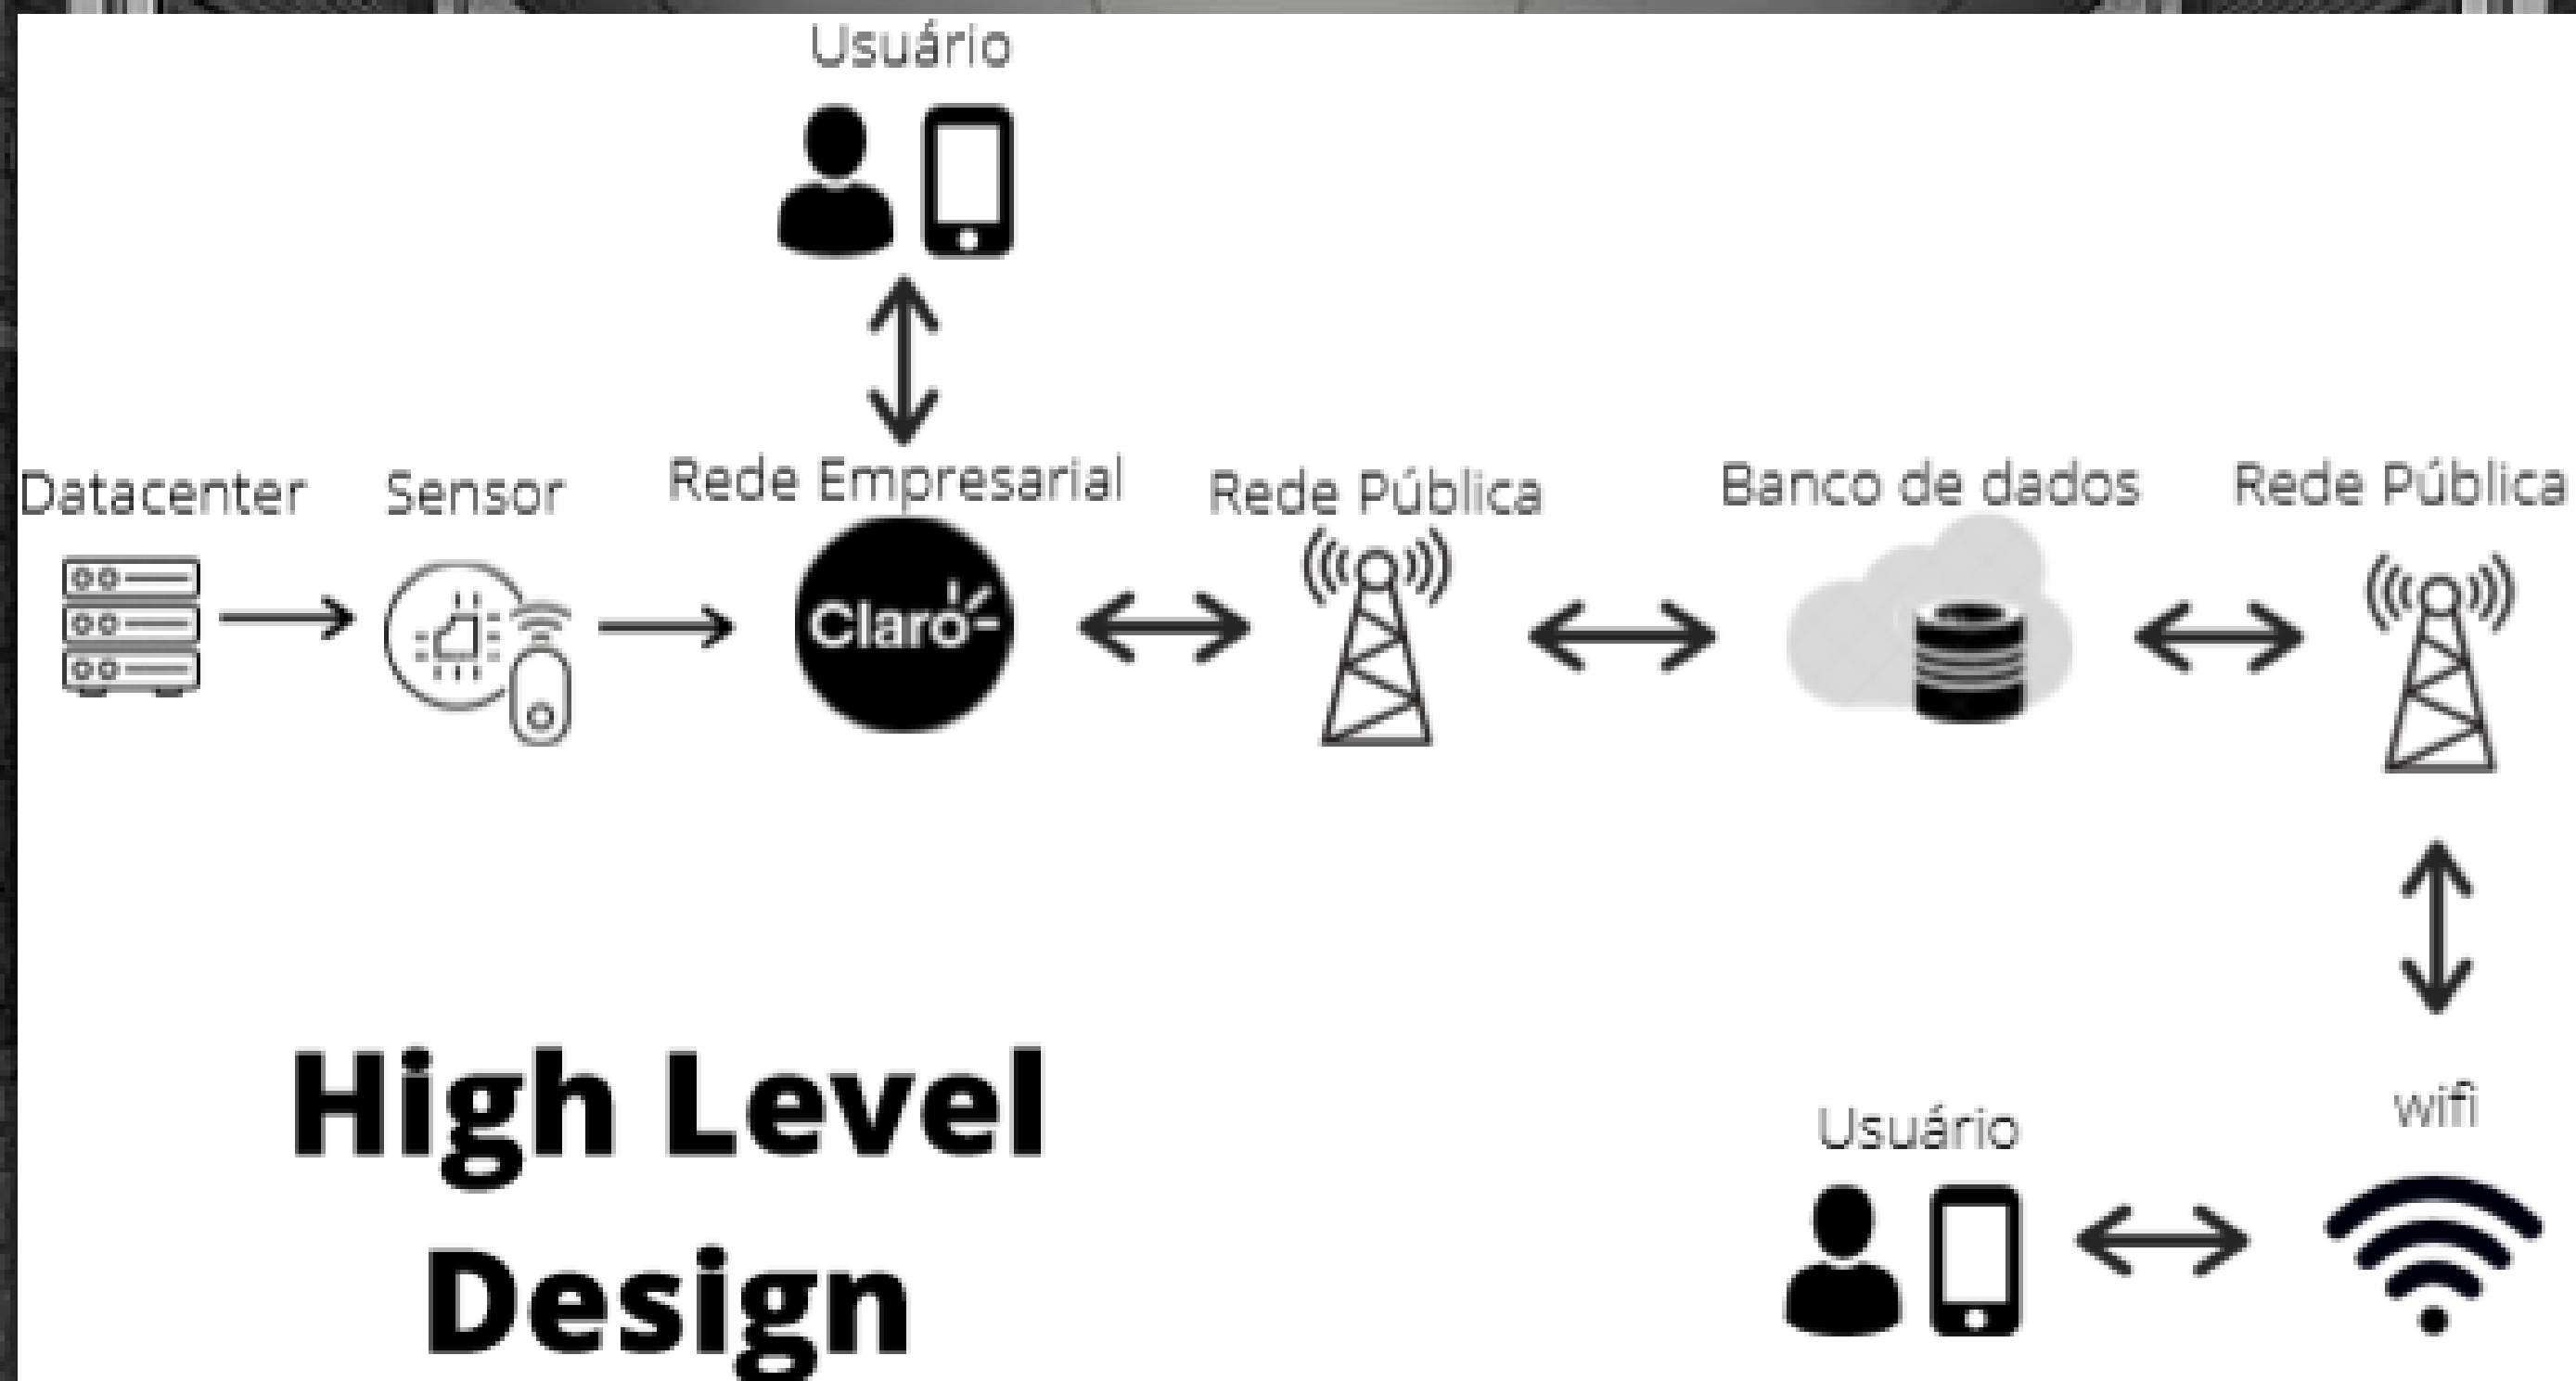 Usuário
Datacenter
Sensor
Rede Empresarial
Rede Pública
Banco de dados
Rede Pública
Claro
High Level
Design
Usuário
wifi